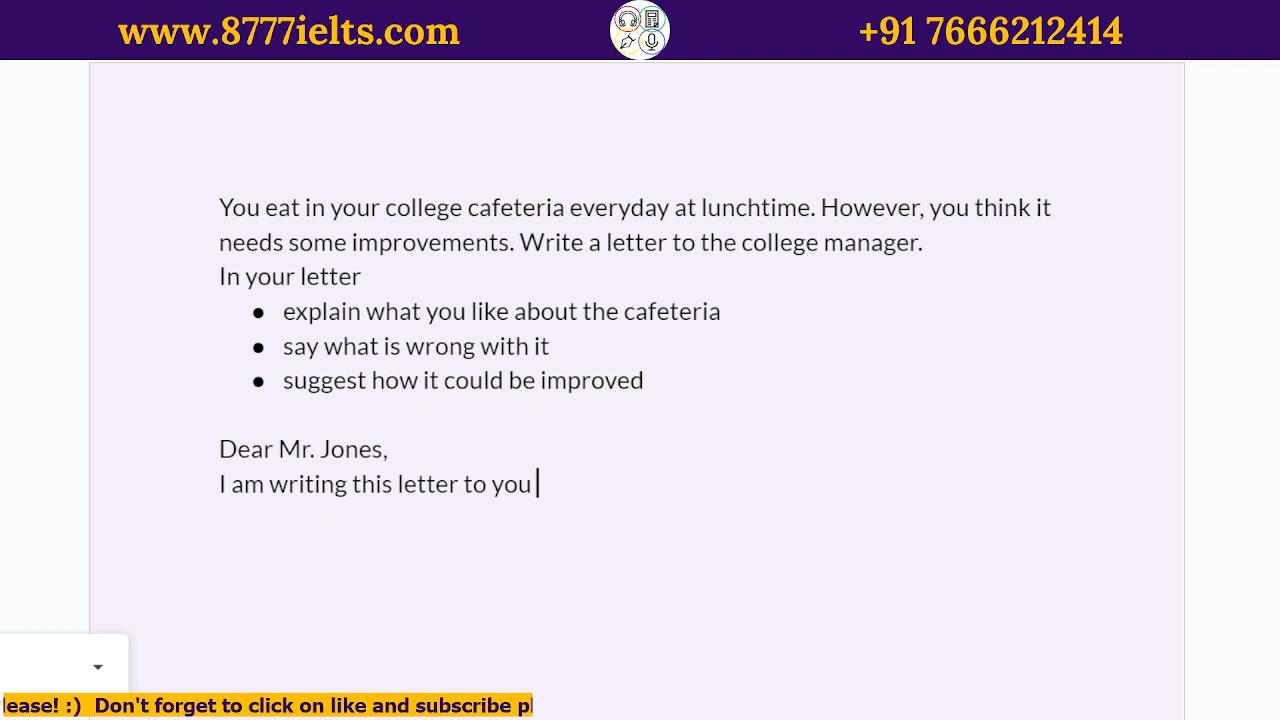 www.8777ielts.com
+91 7666212414
You eat in your college cafeteria everyday at lunchtime. However, you think it
needs some improvements. Write a letter to the college manager.
In your letter
● explain what you like about the cafeteria
● say what is wrong with it
● suggest how it could be improved
Dear Mr. Jones,
I am writing this letter to you
lease! :) Don't forget to click on like and subscribe pl